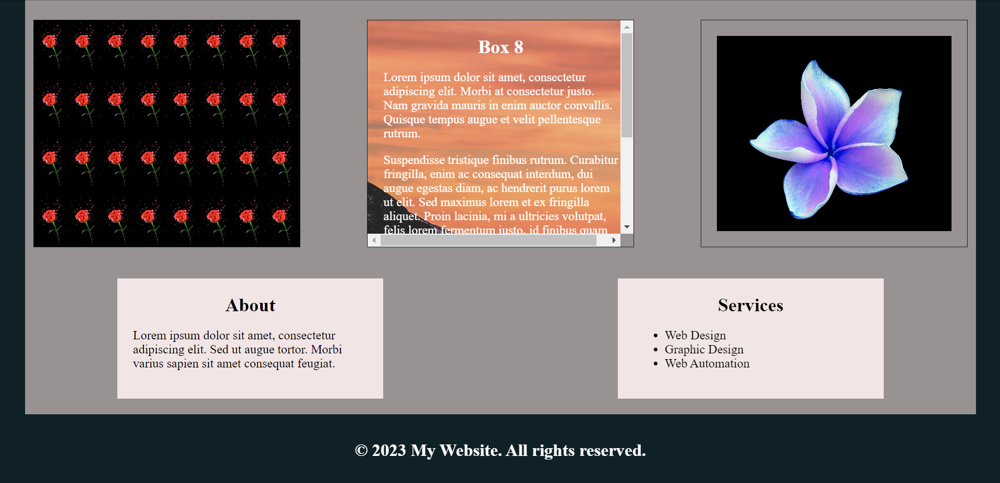 Box 8
Lorem ipsum dolor sit amet, consectetur
adipiscing elit. Morbi at consectetur justo.
Nam gravida mauris in enim auctor convallis.
Quisque tempus augue et velit pellentesque
rutrum.
Suspendisse tristique finibus rutrum. Curabitur
fringilla, enim ac consequat interdum, dui
augue egestas diam, ac hendrerit purus lorem
ut elit. Sed maximus lorem et ex fringilla
aliquet. Proin lacinia, mi a ultricies volutpat,
felis lorem fermentum justo, id finibus quam
About
Lorem ipsum dolor sit amet, consectetur
adipiscing elit. Sed ut augue tortor. Morbi
varius sapien sit amet consequat feugiat.
Services
• Web Design
• Graphic Design
• Web Automation
© 2023 My Website. All rights reserved.